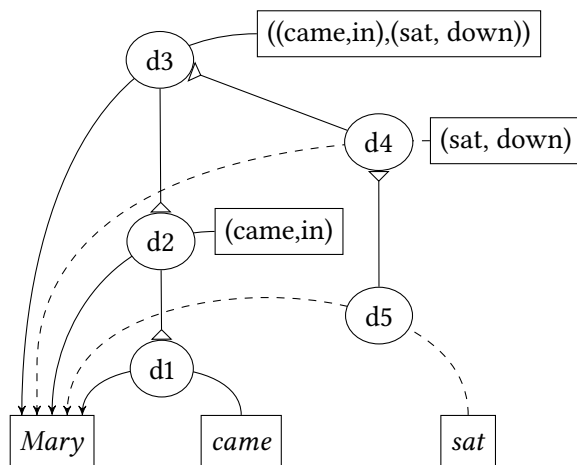 ((came,in),(sat, down))
d3
d4
(sat, down)
d2
(came,in)
d5
d1
Mary
came
sat